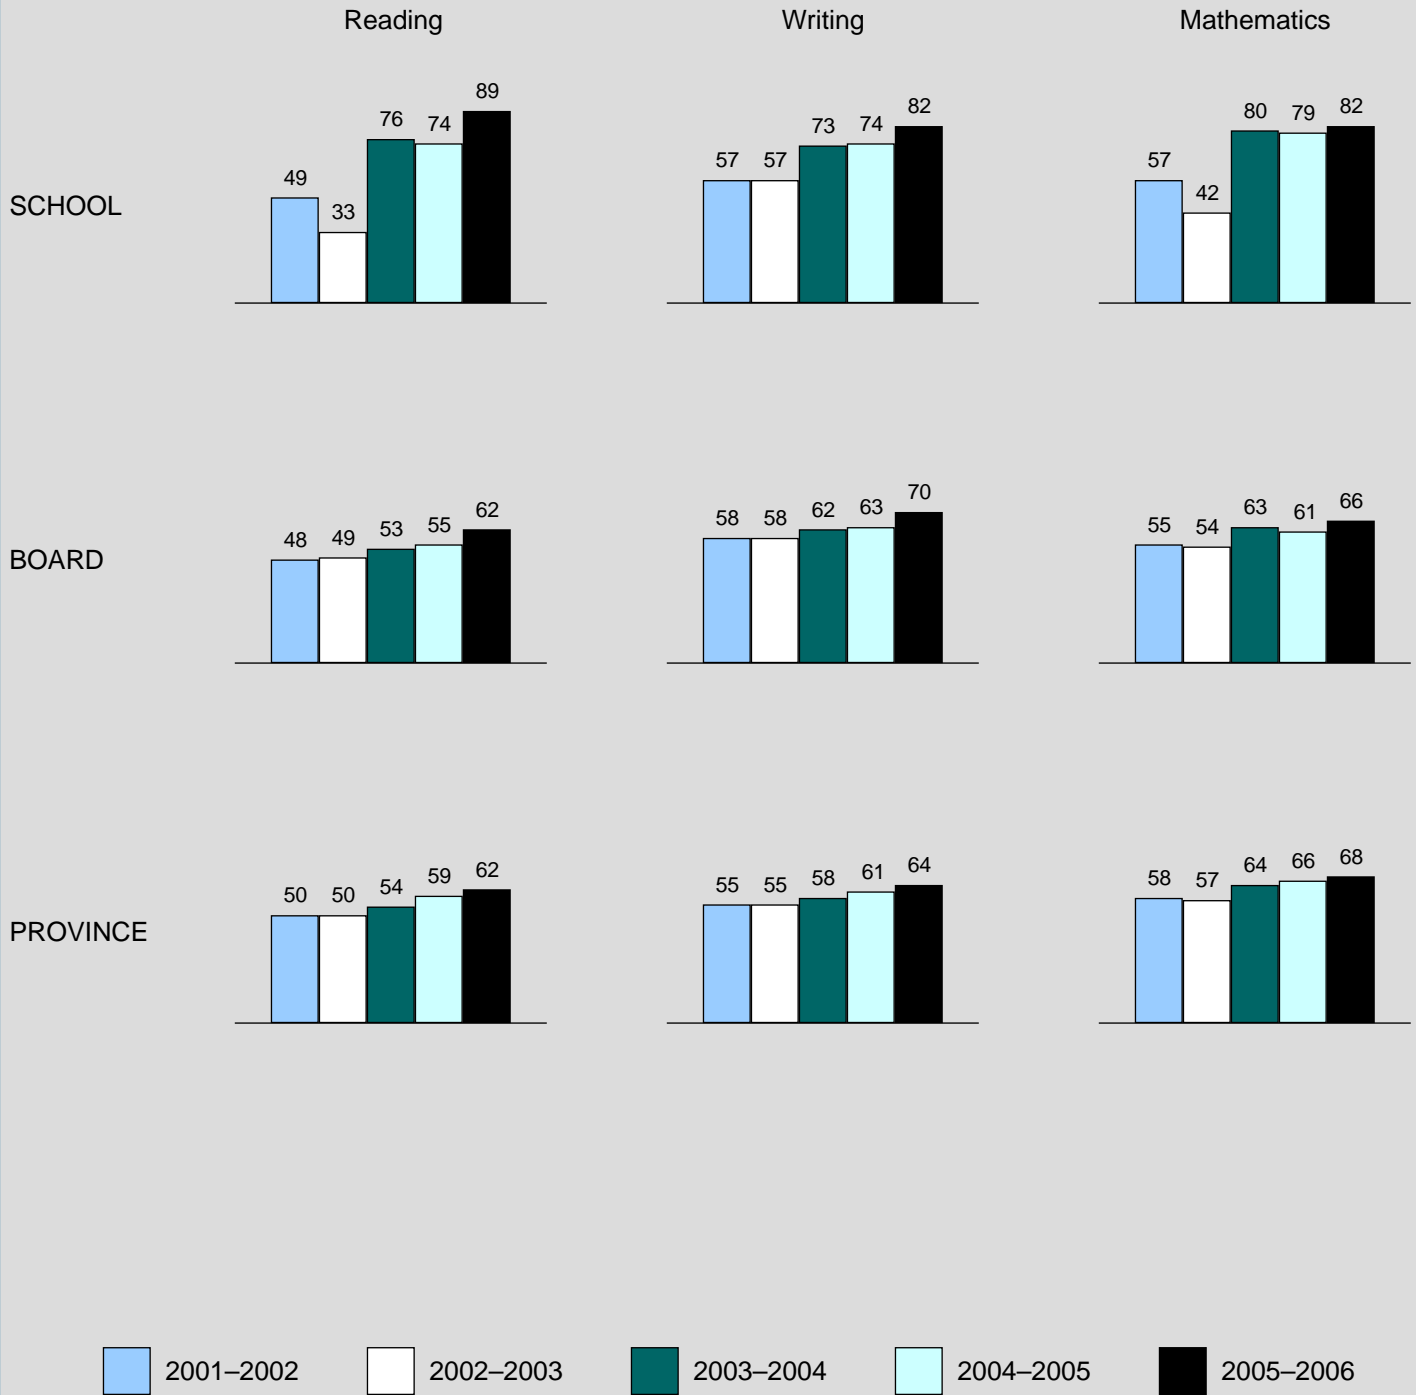 Reading Writing Mathematics
SCHOOL
49 33 76 74 89
57 57 73 74 82
57 42 80 79 82
BOARD
48 49 53 55 62
58 58 62 63 70
55 54 63 61 66
PROVINCE
50 50 54 59 62
55 55 58 61 64
58 57 64 66 68
2001–2002 2002–2003 2003–2004 2004–2005 2005–2006